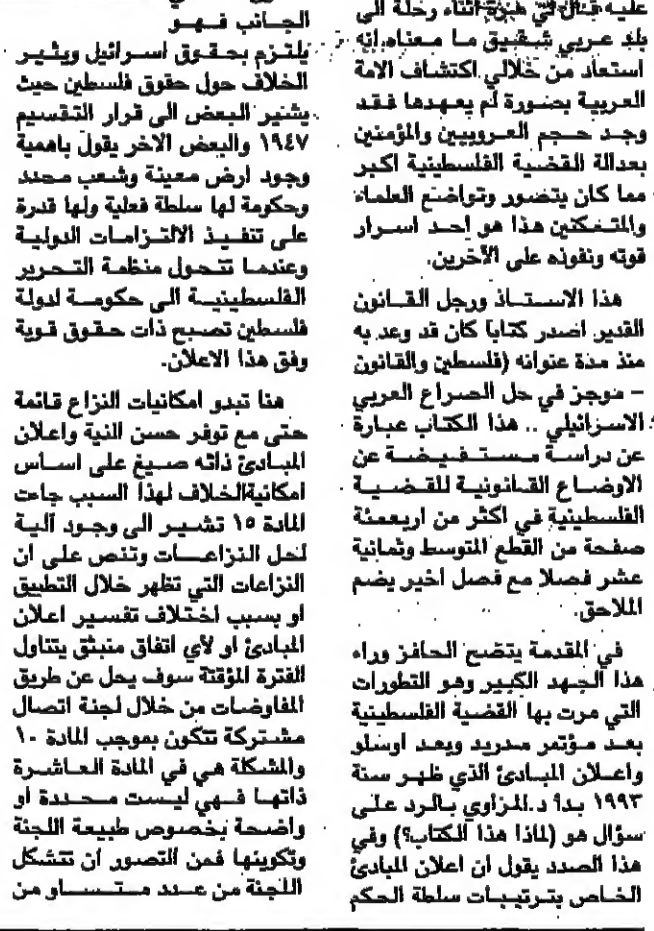 عليه قبال في فترة اثناء رحلة الى
بلد عربي شقيق ما معناه انه
استعاد من خلالي اكتشاف الامة
العربية بصورة لم يعهدها فقد
وجد حجم العروبيين والمؤمنين
بعدالة القضية الفلسطينية اكبر
مما كان يتصور وتواضع العلماء
والمتمكنين هذا هو احد اسرار
قوته ونفوذه على الآخرين.
هذا الاستاذ ورجل القانون
القدير اصدر كتابا كان قد وعد به
منذ مدة عنوانه (فلسطين والقانون
– موجز في حل الصراع العربي
الاسرائيلي .. هذا الكتاب عبارة
عن دراسة مستفيضة عن
الاوضاع القانونية للقضية
الفلسطينية في اكثر من اربعمئة
صفحة من القطع المتوسط وثمانية
عشر فصلا مع فصل اخير يضم
الملاحق.
في المقدمة يتضح الحافز وراء
هذا الجهد الكبير وهو التطورات
التي مرت بها القضية الفلسطينية
بعد مؤتمر مدريد وبعد اوسلو
واعلان المبادئ الذي ظهر سنة
١٩٩٣ بدأ د.المزاوي بالرد على
سؤال هو (لماذا هذا الكتاب؟) وفي
هذا الصدد يقول ان اعلان المبادئ
الخاص بترتيبات سلطة الحكم
الجانب فهو
يلتزم بحقوق اسرائيل ويثير
الخلاف حول حقوق فلسطين حيث
يشير البعض الى قرار التقسيم
١٩٤٧ والبعض الاخر يقول باهمية
وجود ارض معينة وشعب محدد
وحكومة لها سلطة فعلية ولها قدرة
على تنفيذ الالتزامات الدولية
وعندما تتحول منظمة التحرير
الفلسطينية الى حكومة لدولة
فلسطين تصبح ذات حقوق قوية
وفق هذا الاعلان.
هنا تبدو امكانيات النزاع قائمة
حتى مع توفر حسن النية واعلان
المبادئ ذاته صيغ على اساس
امكانيةالخلاف لهذا السبب جاءت
المادة ١٥ تشير الى وجود آلية
لحل النزاعات وتنص على ان
النزاعات التي تظهر خلال التطبيق
او بسبب اختلاف تفسير اعلان
المبادئ او لأي اتفاق منبثق يتناول
الفترة المؤقتة سوف يحل عن طريق
المفاوضات من خلال لجنة اتصال
مشتركة تتكون بموجب المادة ١٠
والمشكلة هي في المادة العاشرة
ذاتها فهي ليست محددة او
واضحة بخصوص طبيعة اللجنة
وتكوينها فمن التصور ان تتشكل
اللجنة من عدد متساو من